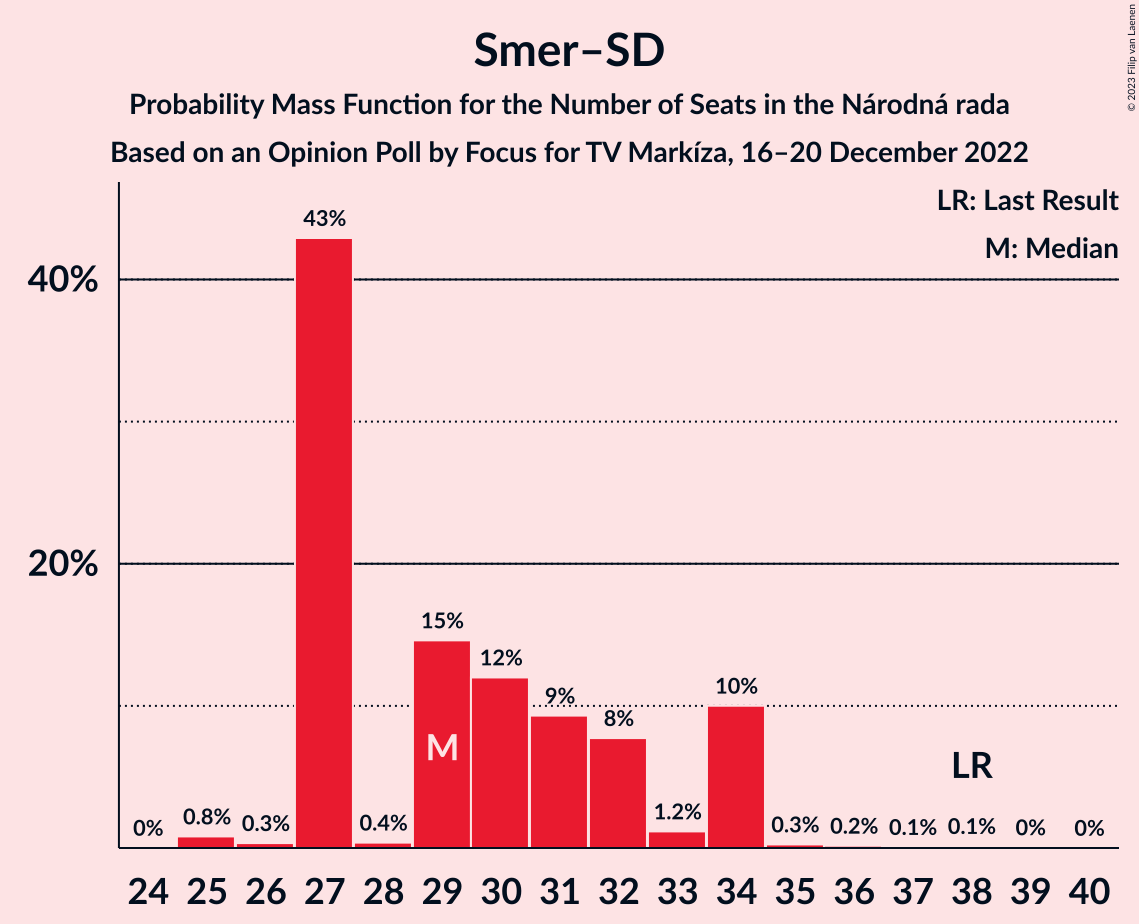 Smer–SD
Probability Mass Function for the Number of Seats in the Národná rada
Based on an Opinion Poll by Focus for TV Markíza, 16–20 December 2022
© 2023 Filip van Laenen
LR: Last Result
M: Median
40%
20%
0%
0.8%
0.3%
43%
0.4%
15%
12%
9%
8%
1.2%
10%
0.3%
0.2%
0.1%
0.1%
0%
0%
M
LR
24 25 26 27 28 29 30 31 32 33 34 35 36 37 38 39 40